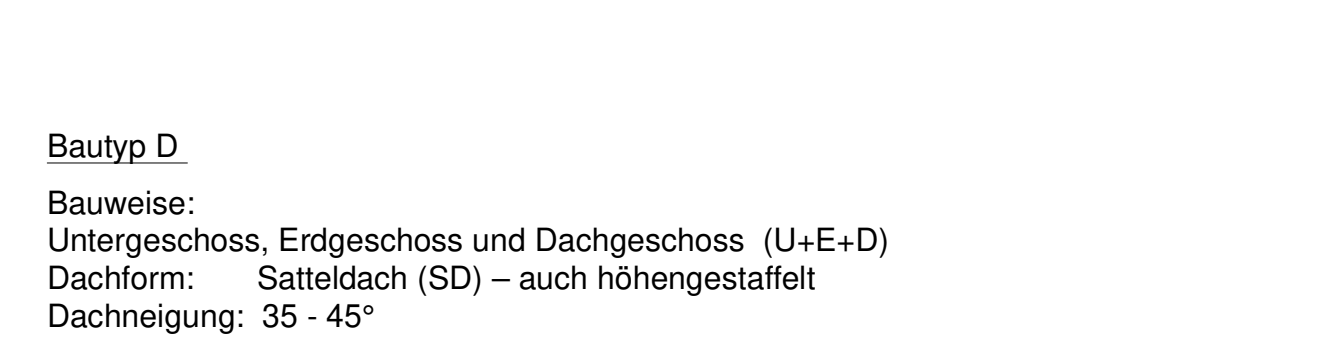 Bautyp D
Bauweise:
Untergeschoss, Erdgeschoss und Dachgeschoss (U+E+D)
Dachform: Satteldach (SD) – auch höhengestaffelt
Dachneigung: 35 - 45°